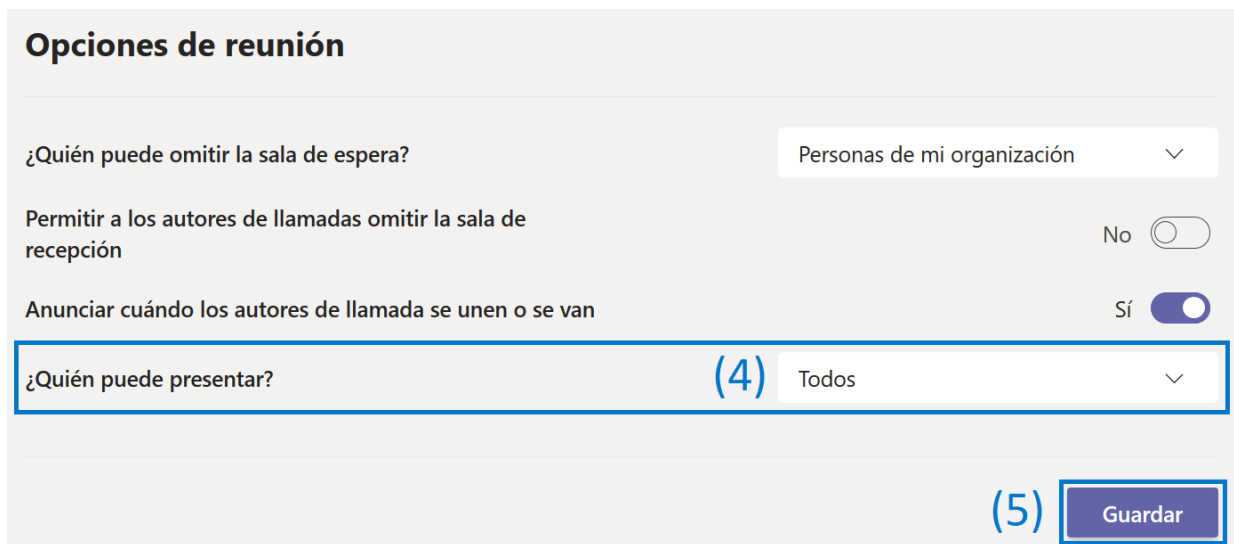 Opciones de reunión
¿Quién puede omitir la sala de espera? Personas de mi organización
Permitir a los autores de llamadas omitir la sala de
recepción
No
Anunciar cuándo los autores de llamada se unen o se van Sí
¿Quién puede presentar? (4) Todos
(5) Guardar